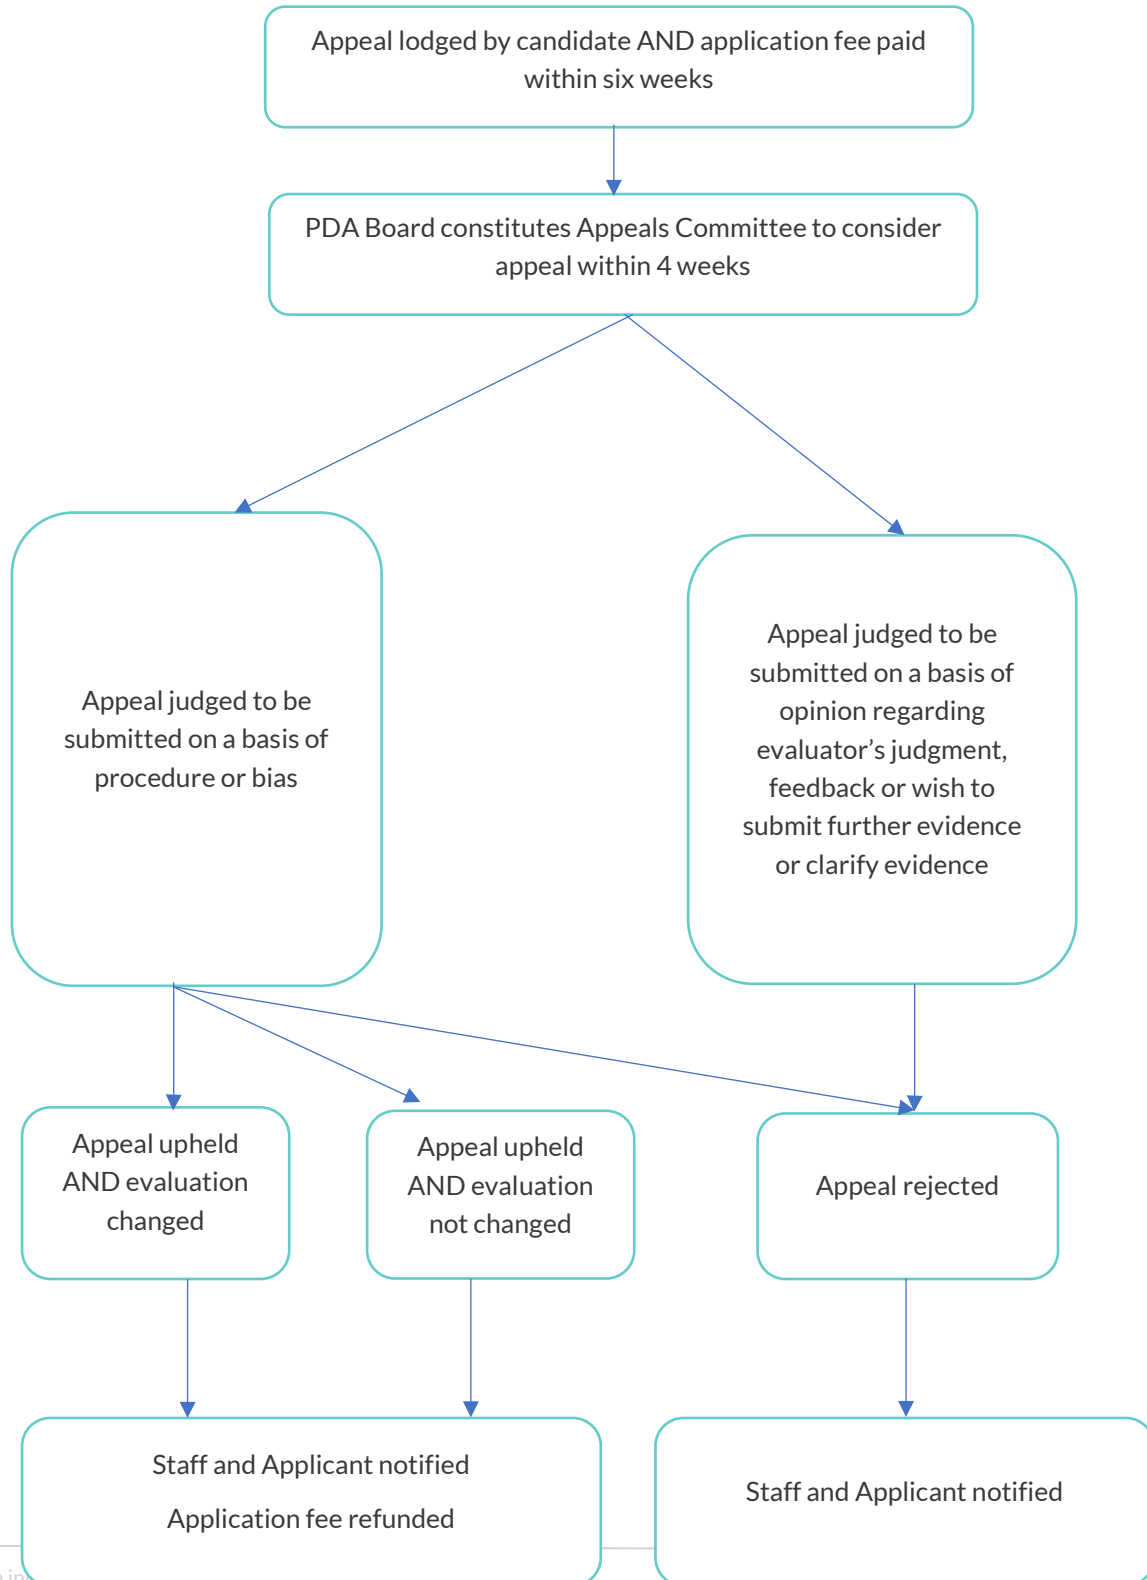 Appeal lodged by candidate AND application fee paid
within six weeks
PDA Board constitutes Appeals Committee to consider
appeal within 4 weeks
Appeal judged to be
submitted on a basis of
procedure or bias
Appeal judged to be
submitted on a basis of
opinion regarding
evaluator’s judgment,
feedback or wish to
submit further evidence
or clarify evidence
Appeal upheld
AND evaluation
changed
Appeal upheld
AND evaluation
not changed
Appeal rejected
Staff and Applicant notified
Application fee refunded
Staff and Applicant notified